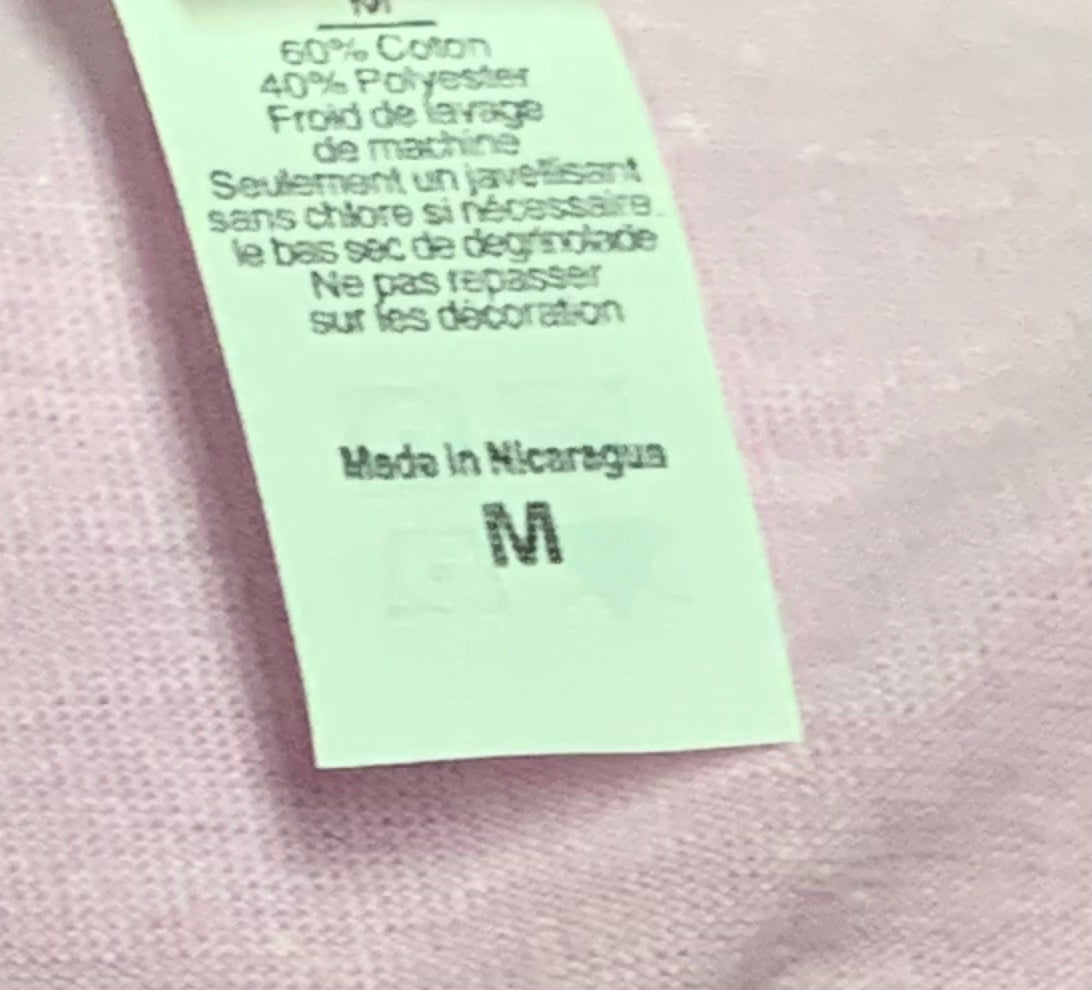 M
60% Coton
40% Polyester
Froid de lavage
de machine
Seulement un javellisant
sans chlore si nécessaire.
le bas sec de degringolade
Ne pas repasser
sur les décoration
Made in Nicaragua
M